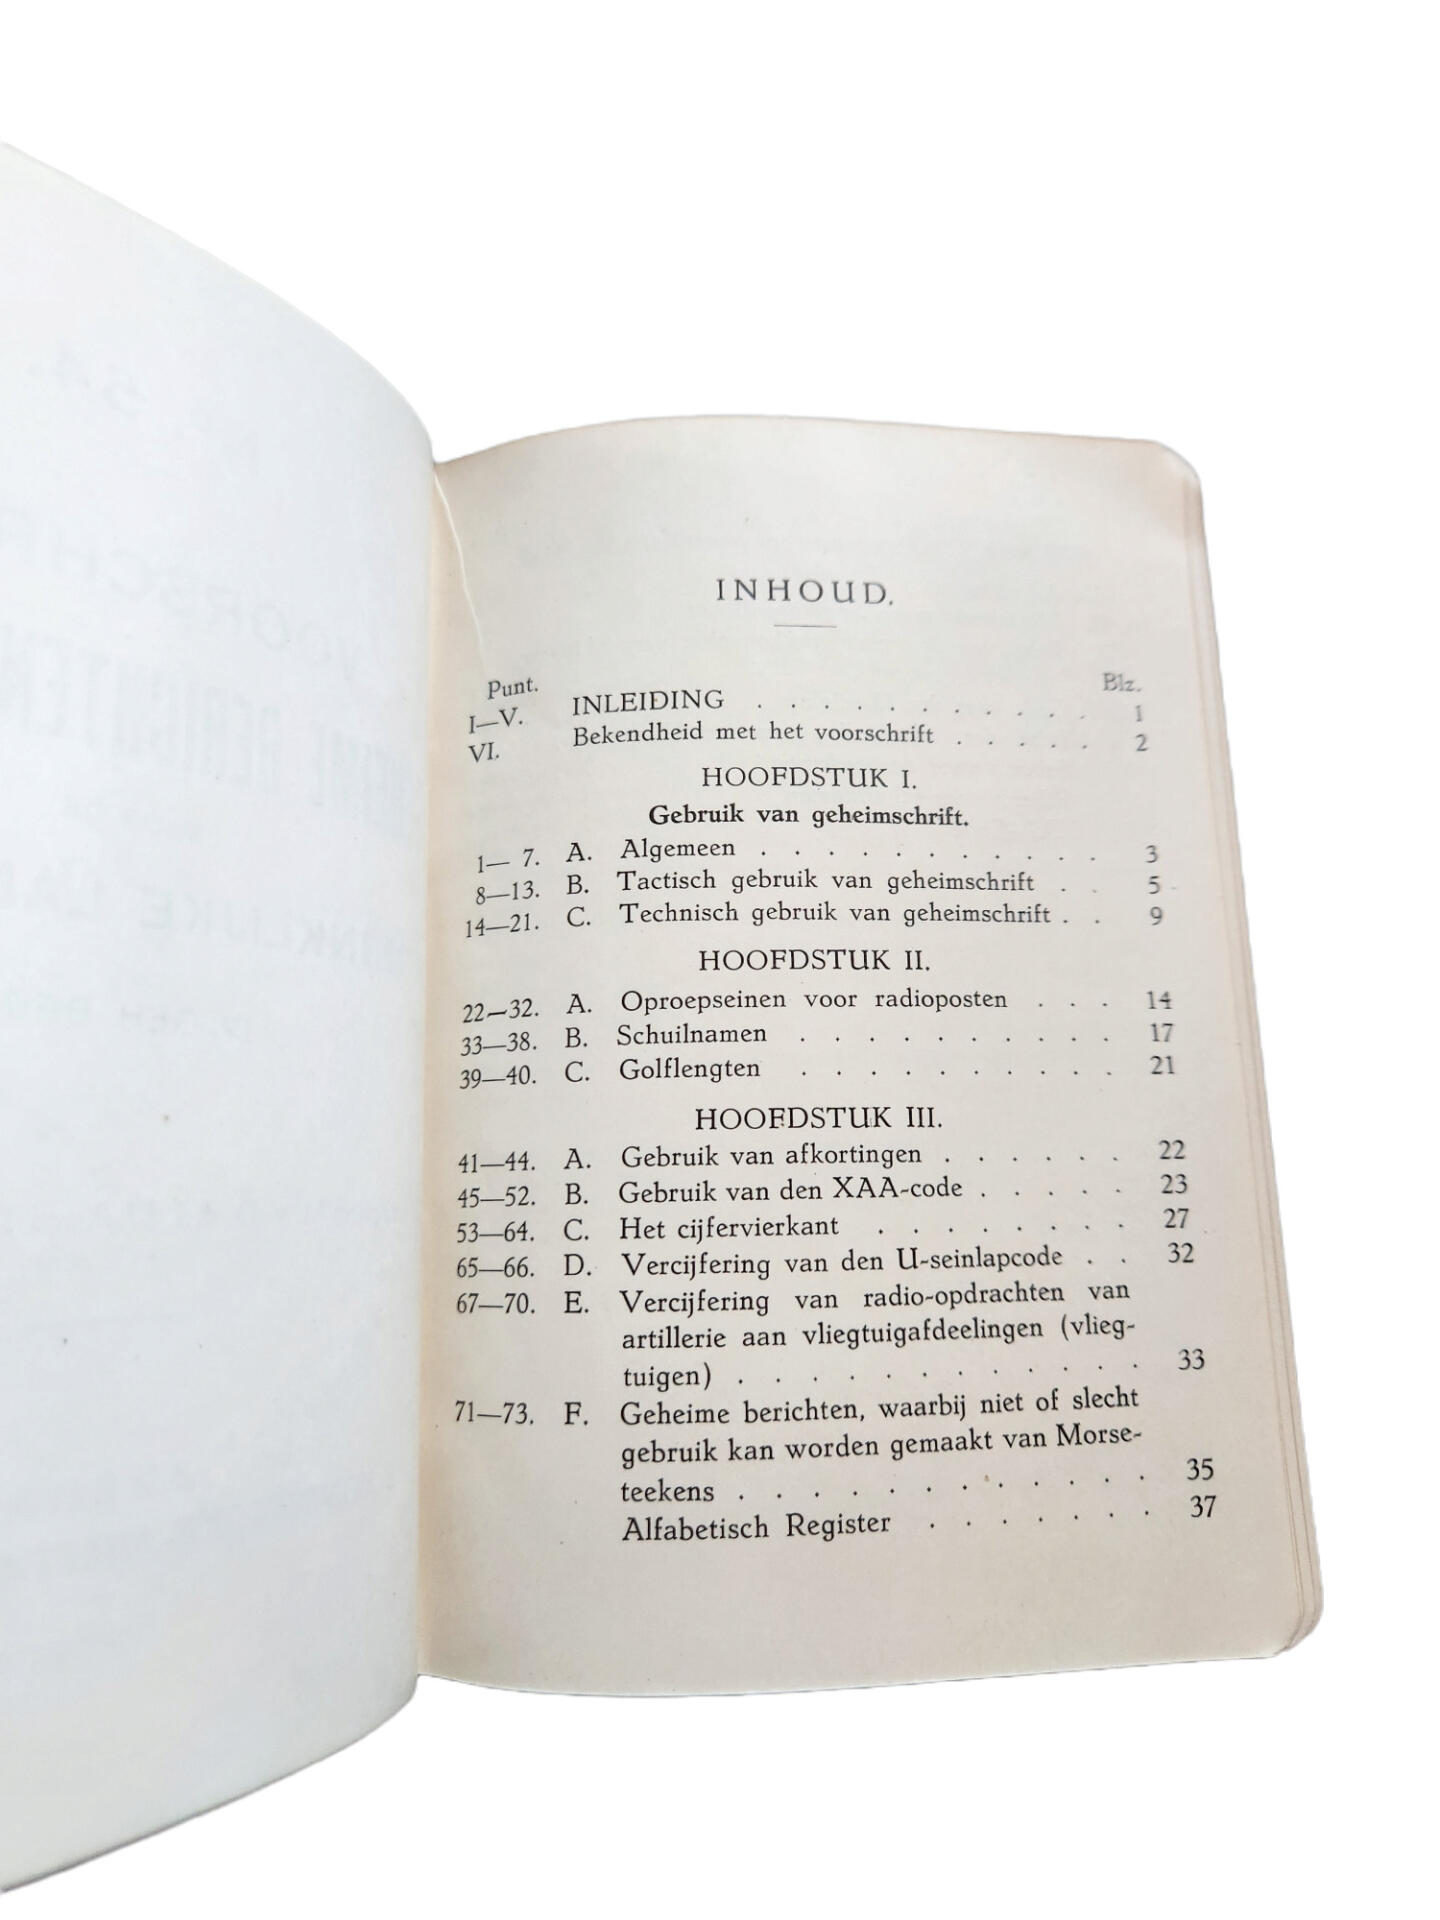 INHOUD.
Punt. Blz.
I—V. INLEIDING . . . . . . . . . . 1
VI. Bekendheid met het voorschrift . . . . . 2
HOOFDSTUK I.
Gebruik van geheimschrift.
1— 7. A. Algemeen . . . . . . . . . . 3
8—13. B. Tactisch gebruik van geheimschrift . . 5
14—21. C. Technisch gebruik van geheimschrift . . 9
HOOFDSTUK II.
22—32. A. Oproepseinen voor radioposten . . . 14
33—38. B. Schuilnamen . . . . . . . . . 17
39—40. C. Golflengten . . . . . . . . . 21
HOOFDSTUK III.
41—44. A. Gebruik van afkortingen . . . . . . 22
45—52. B. Gebruik van den XAA-code . . . . . 23
53—64. C. Het cijfervierkant . . . . . . . . 27
65—66. D. Vercijfering van den U-seinlapcode . . 32
67—70. E. Vercijfering van radio-opdrachten van
artillerie aan vliegtuigafdeelingen (vlieg-
tuigen) . . . . . . . . . . . 33
71—73. F. Geheime berichten, waarbij niet of slecht
gebruik kan worden gemaakt van Morse-
teekens . . . . . . . . . . . 35
Alfabetisch Register . . . . . . . 37